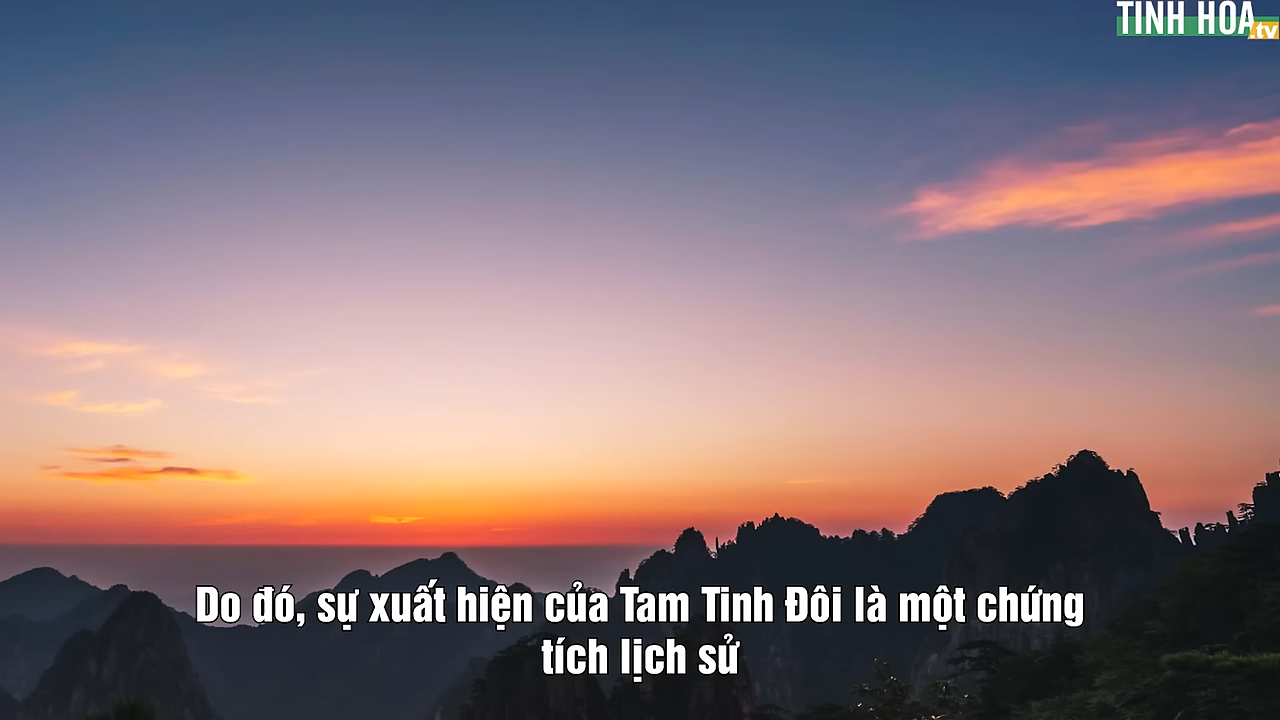 TINH HOA
.tv
Do đó, sự xuất hiện của Tam Tinh Đôi là một chứng
tích lịch sử